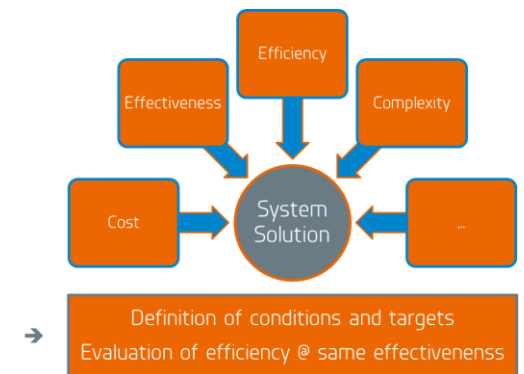 Efficiency
Effectiveness
Complexity
Cost
System
Solution
...
Definition of conditions and targets
Evaluation of efficiency @ same effectivenenss